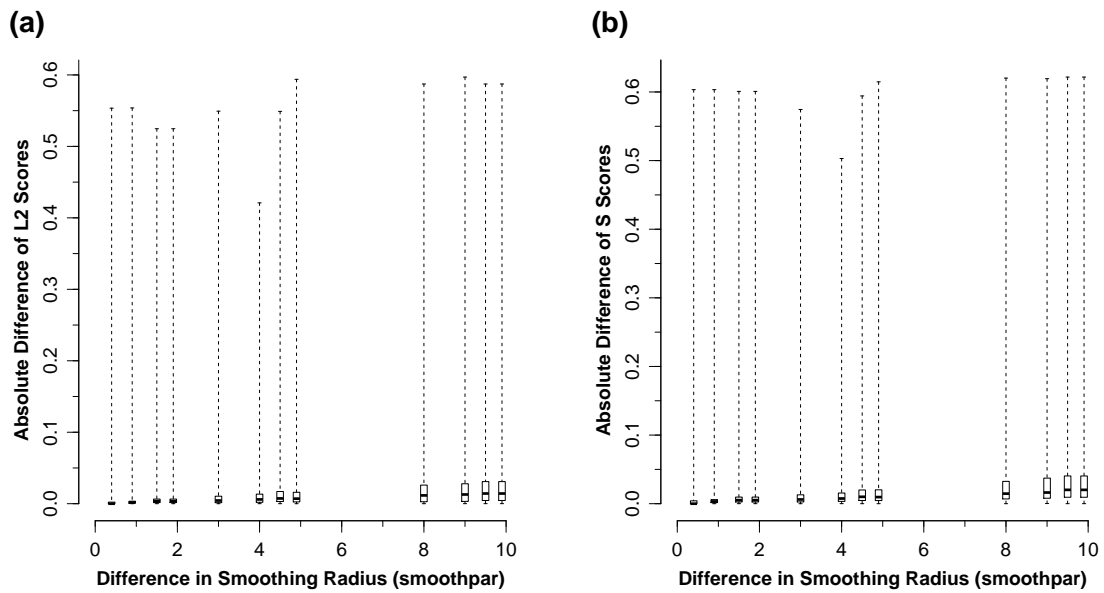 (a)
Absolute Difference of L2 Scores
0.6
0.5
0.4
0.3
0.2
0.1
0.0
0 2 4 6 8 10
Difference in Smoothing Radius (smoothpar)
(b)
Absolute Difference of S Scores
0.6
0.5
0.4
0.3
0.2
0.1
0.0
0 2 4 6 8 10
Difference in Smoothing Radius (smoothpar)